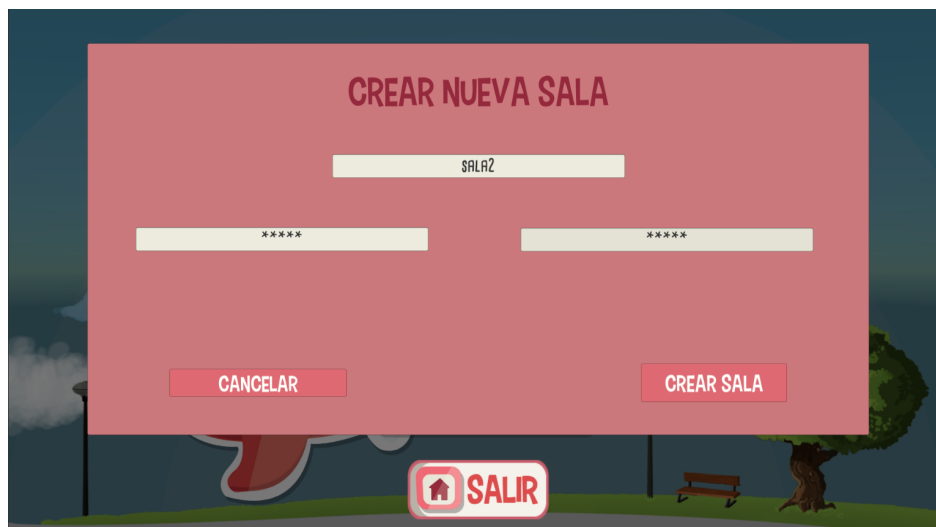 CREAR NUEVA SALA
SALA2
***** *****
CANCELAR CREAR SALA
SALIR